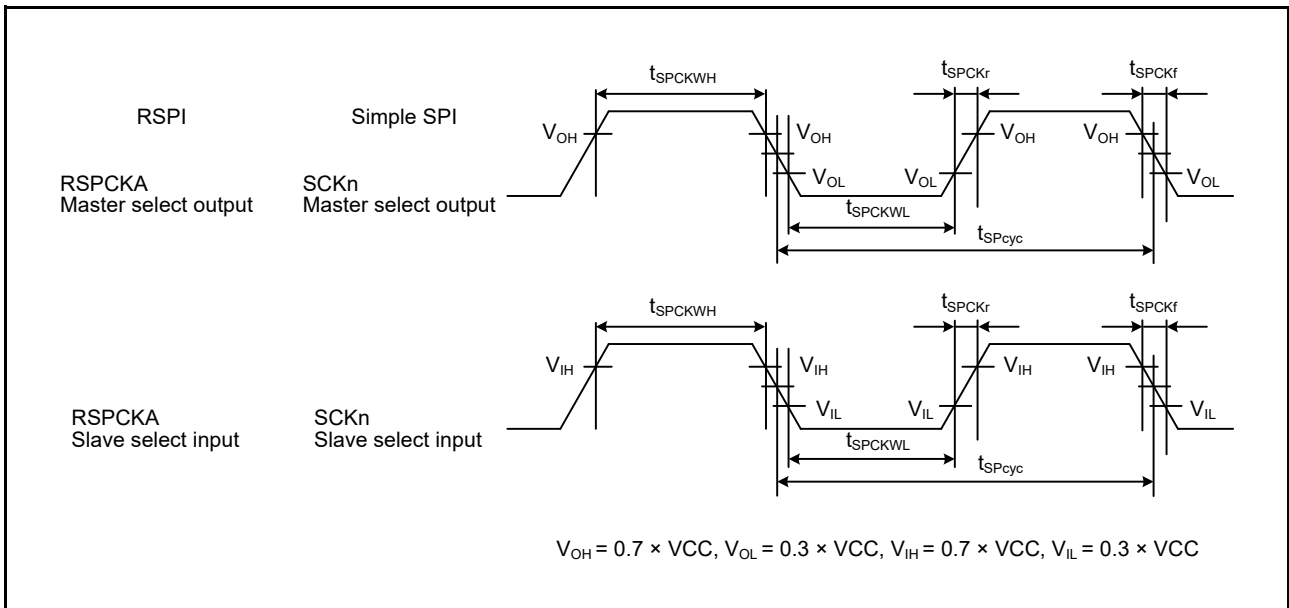 tSPCKWH
tSPCKr
tSPCKf
RSPI
Simple SPI
VOH
VOH
VOH
VOH
RSPCKA
Master select output
SCKn
Master select output
VOL
VOL
VOL
tSPCKWL
tSPcyc
tSPCKWH
tSPCKr
tSPCKf
VIH
VIH
VIH
VIH
RSPCKA
Slave select input
SCKn
Slave select input
VIL
VIL
VIL
tSPCKWL
tSPcyc
VOH = 0.7 × VCC, VOL = 0.3 × VCC, VIH = 0.7 × VCC, VIL = 0.3 × VCC